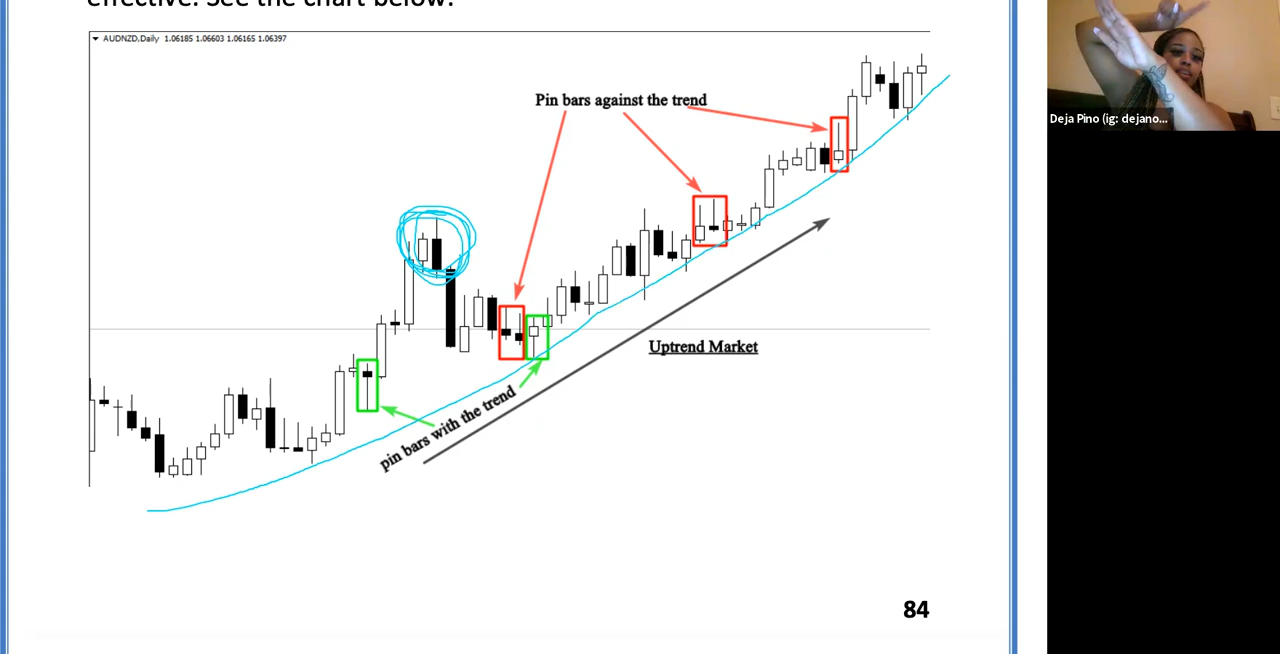 effective. See the chart below:
AUDNZD,Daily 1.06185 1.06603 1.06165 1.06397
Pin bars against the trend
Deja Pino (ig: dejano...
Uptrend Market
pin bars with the trend
84